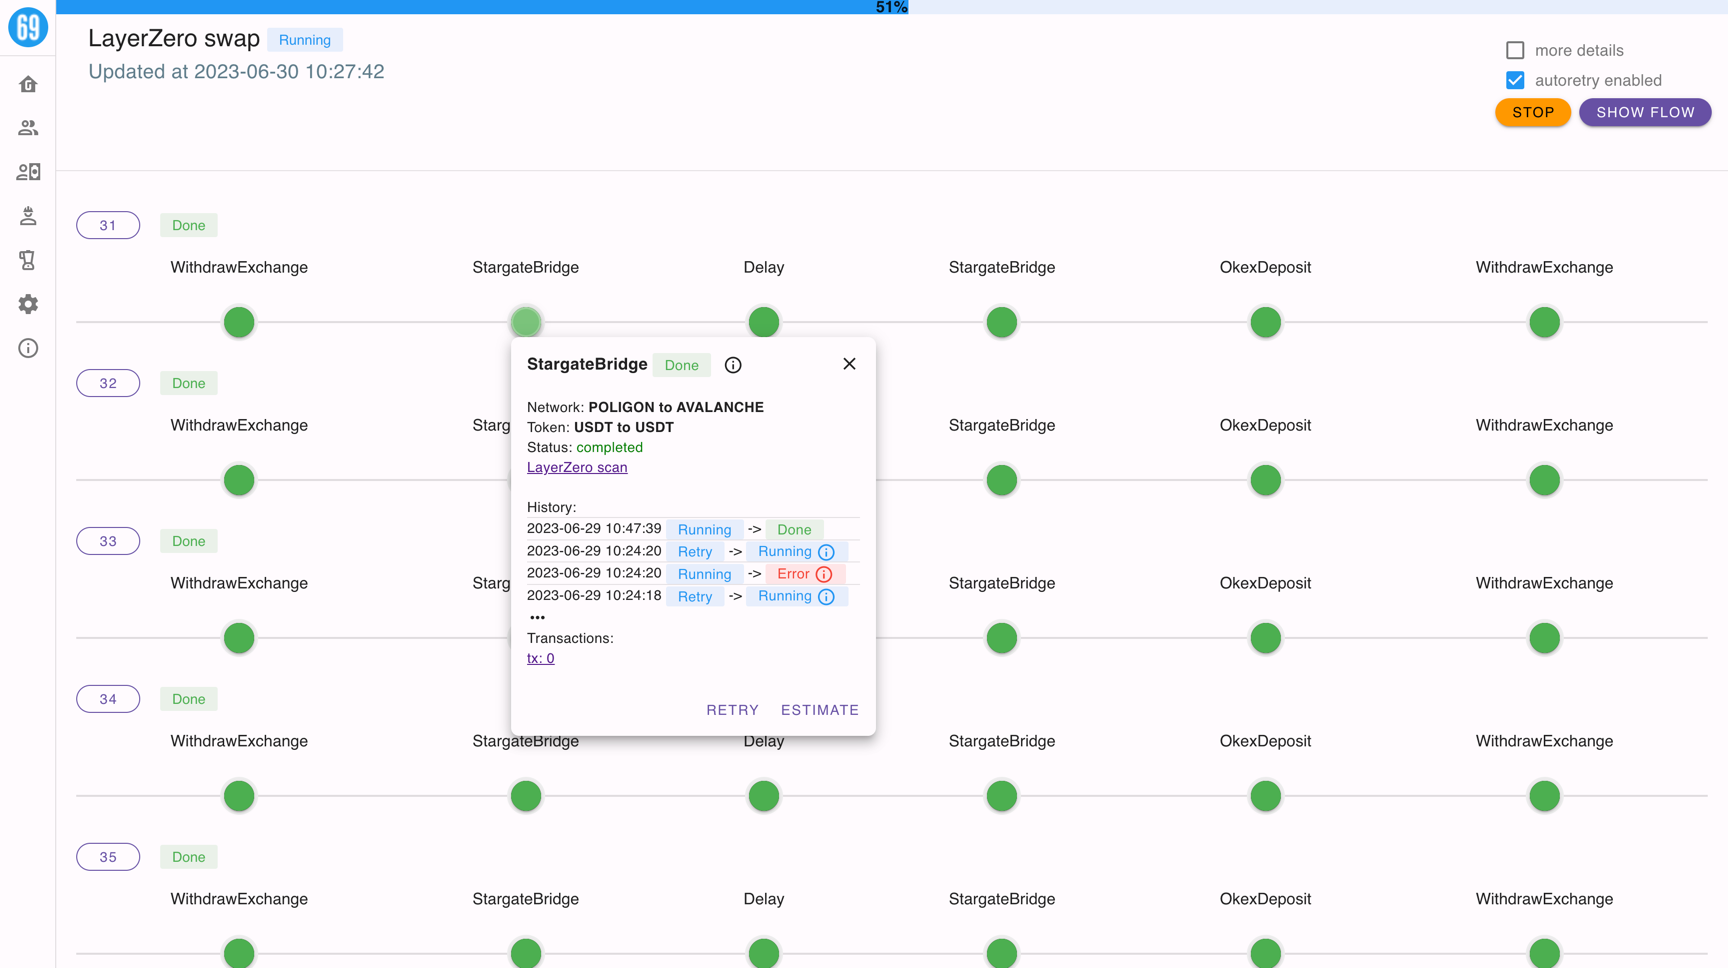 51%
69
LayerZero swap Running
Updated at 2023-06-30 10:27:42
more details
autoretry enabled
STOP SHOW FLOW
31 Done
WithdrawExchange StargateBridge Delay StargateBridge OkexDeposit WithdrawExchange
StargateBridge Done
Network: POLIGON to AVALANCHE
Token: USDT to USDT
Status: completed
LayerZero scan
History:
2023-06-29 10:47:39 Running -> Done
2023-06-29 10:24:20 Retry -> Running
2023-06-29 10:24:20 Running -> Error
2023-06-29 10:24:18 Retry -> Running
•••
Transactions:
tx: 0
RETRY ESTIMATE
32 Done
WithdrawExchange Starg StargateBridge OkexDeposit WithdrawExchange
33 Done
WithdrawExchange Starg StargateBridge OkexDeposit WithdrawExchange
34 Done
WithdrawExchange StargateBridge Delay StargateBridge OkexDeposit WithdrawExchange
35 Done
WithdrawExchange StargateBridge Delay StargateBridge OkexDeposit WithdrawExchange